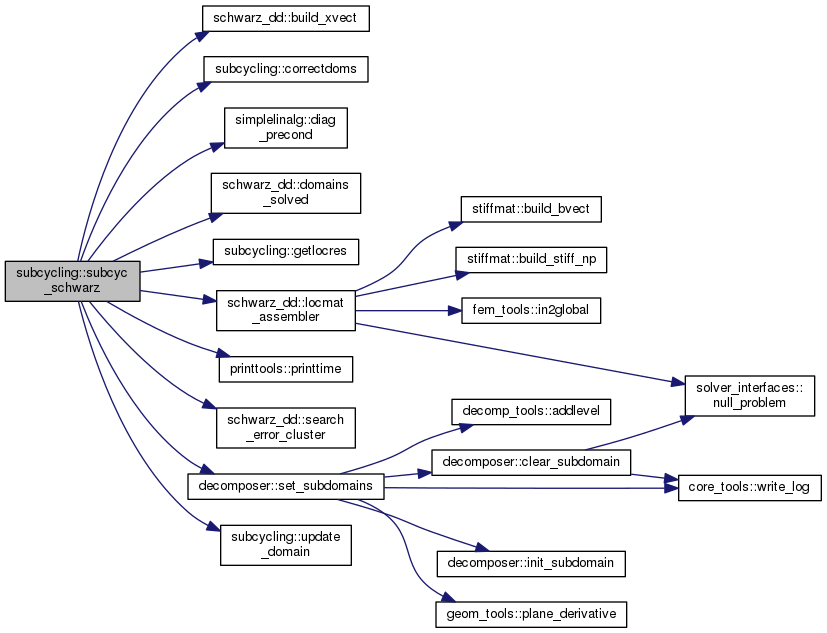 schwarz_dd::build_xvect
subcycling::correctdoms
simplelinalg::diag
_precond
schwarz_dd::domains
_solved
subcycling::getlocres
subcycling::subcyc
_schwarz
schwarz_dd::locmat
_assembler
printtools::printtime
schwarz_dd::search
_error_cluster
decomposer::set_subdomains
subcycling::update
_domain
stiffmat::build_bvect
stiffmat::build_stiff_np
fem_tools::in2global
decomp_tools::addlevel
decomposer::clear_subdomain
decomposer::init_subdomain
geom_tools::plane_derivative
solver_interfaces::
null_problem
core_tools::write_log